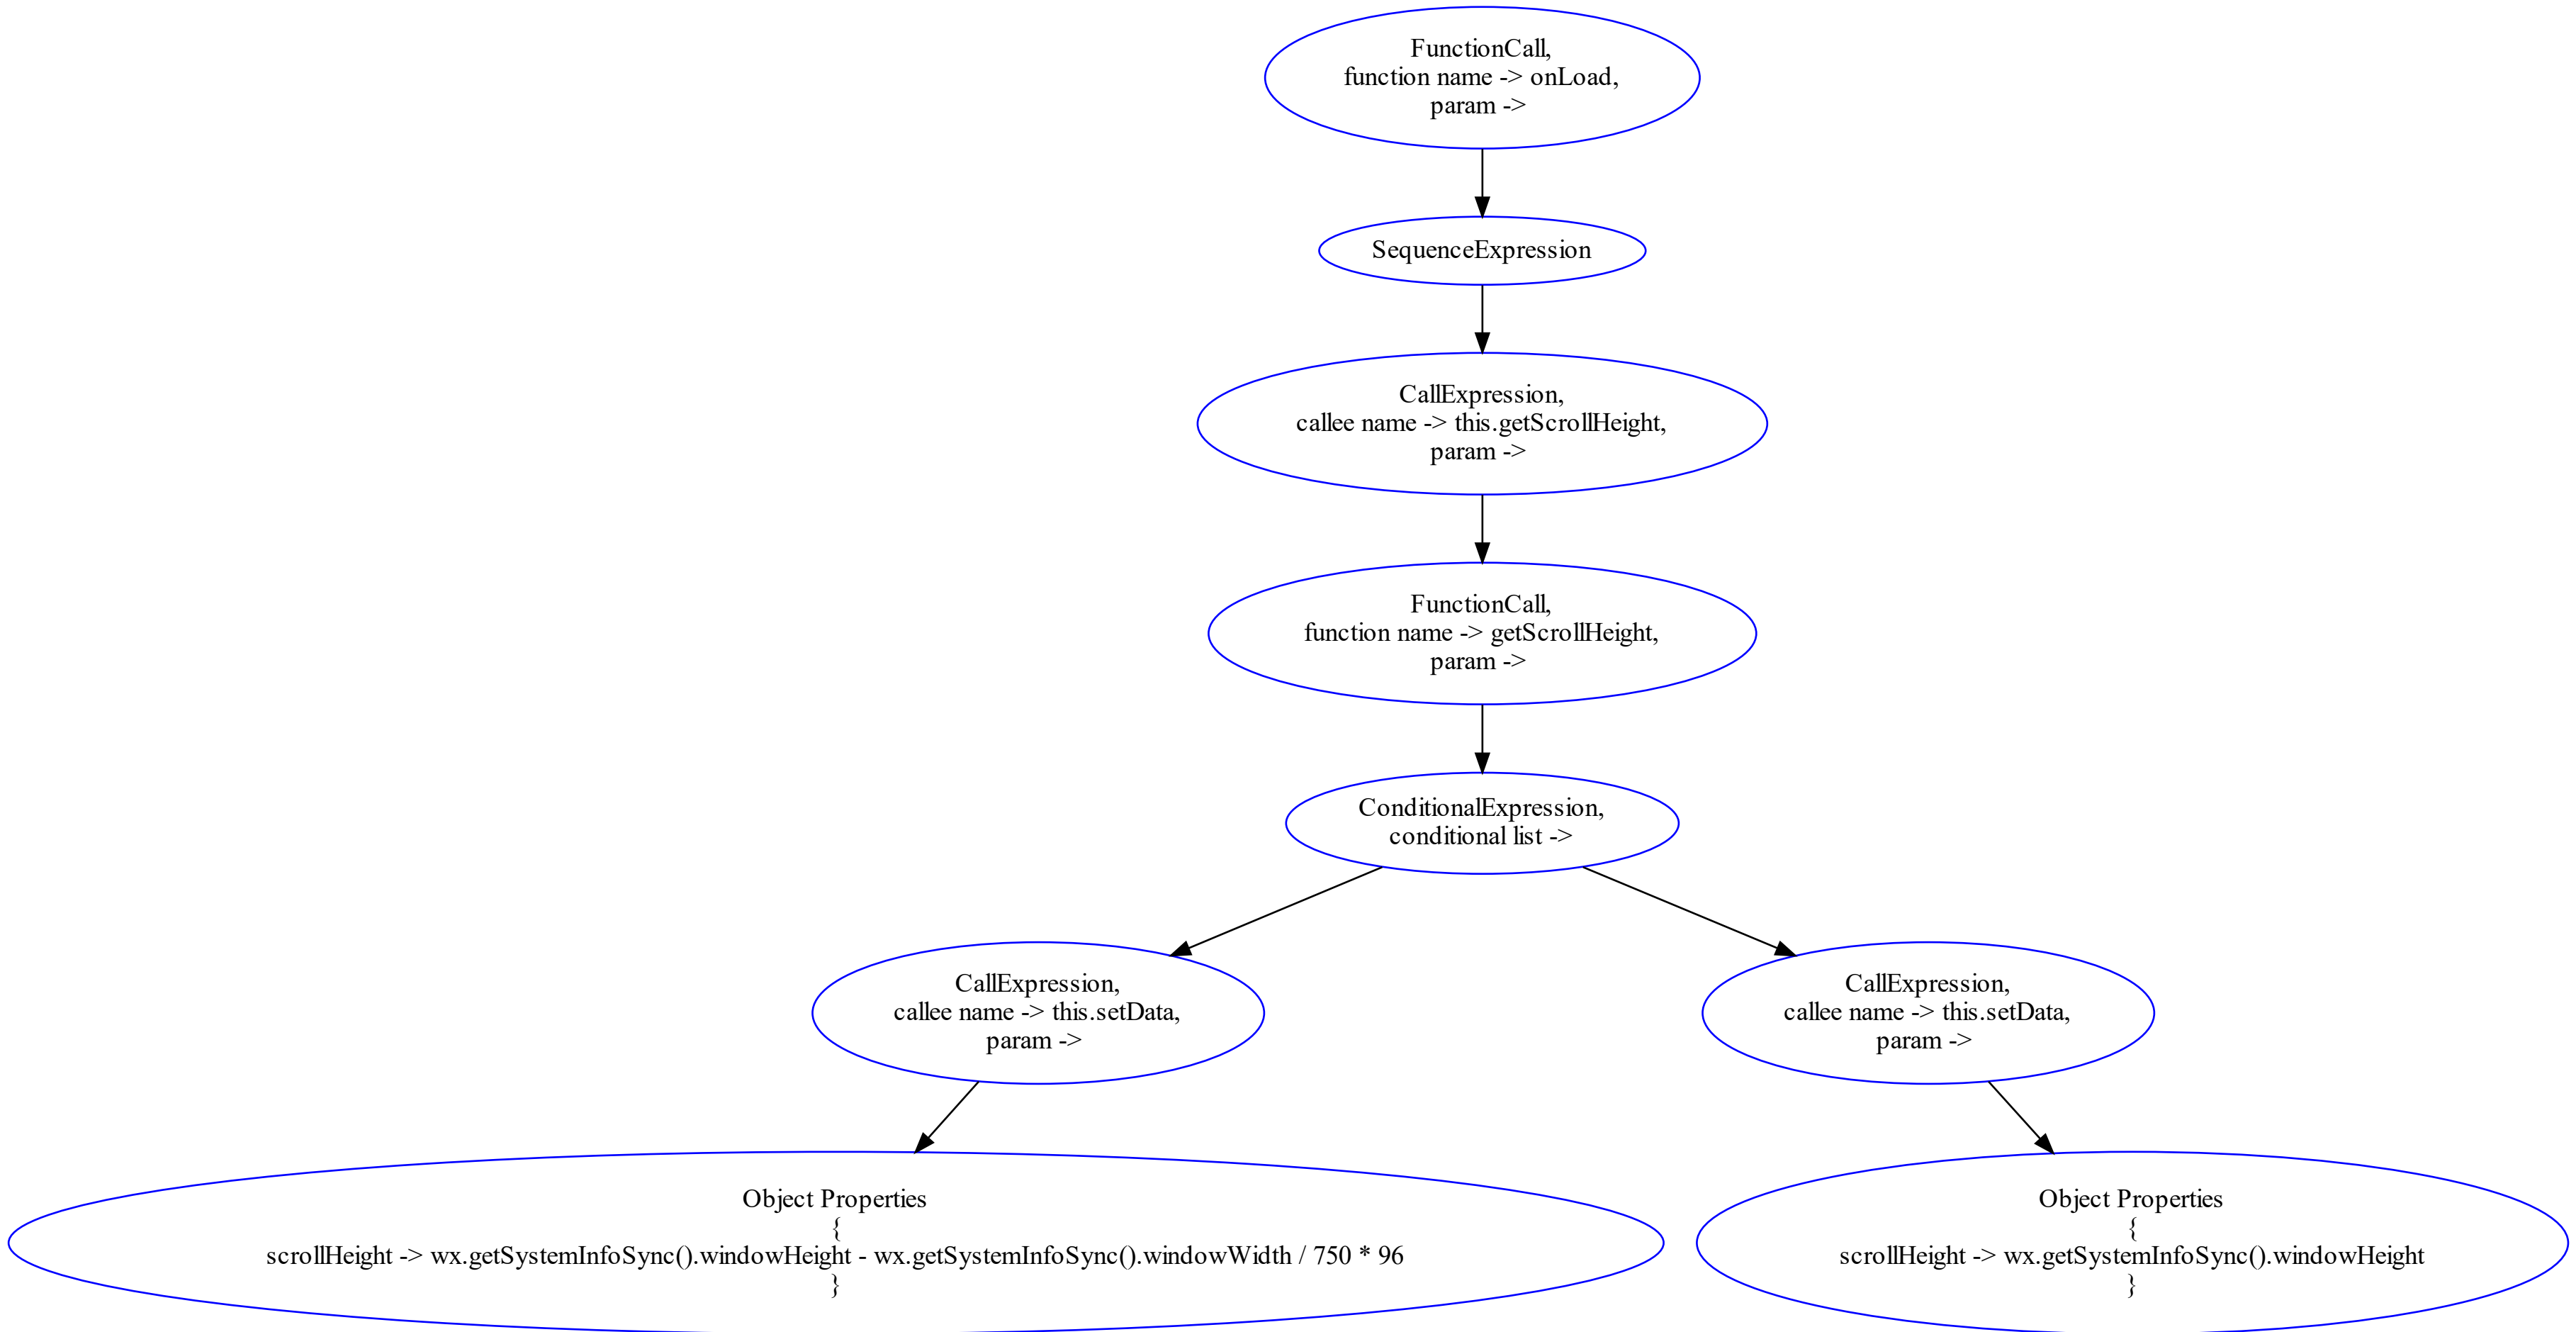 FunctionCall,
function name -> onLoad,
param ->
SequenceExpression
CallExpression,
callee name -> this.getScrollHeight,
param ->
FunctionCall,
function name -> getScrollHeight,
param ->
ConditionalExpression,
conditional list ->
CallExpression,
callee name -> this.setData,
param ->
CallExpression,
callee name -> this.setData,
param ->
Object Properties
{
scrollHeight -> wx.getSystemInfoSync().windowHeight - wx.getSystemInfoSync().windowWidth / 750 * 96
}
Object Properties
{
scrollHeight -> wx.getSystemInfoSync().windowHeight
}